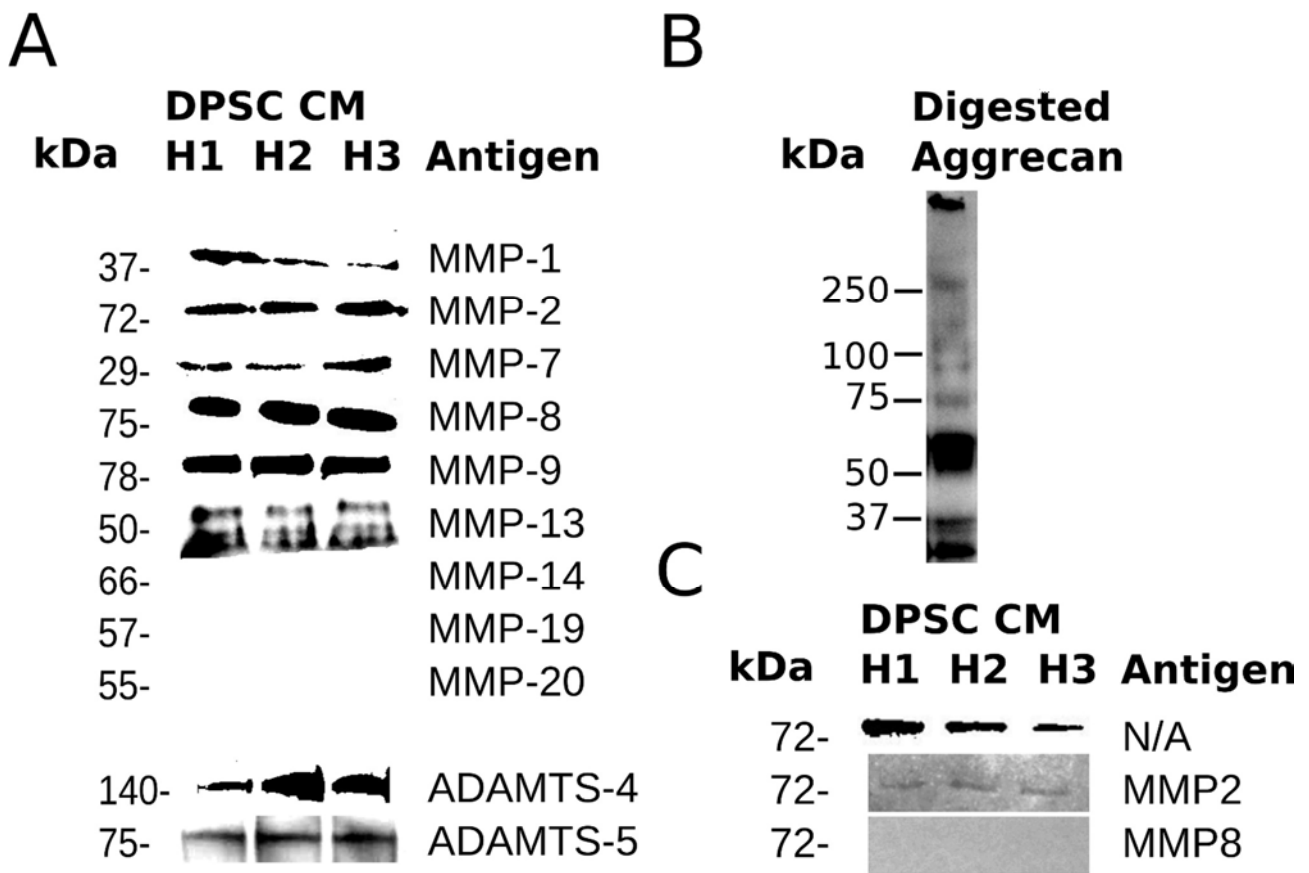 A
DPSC CM
kDa H1 H2 H3 Antigen
37- MMP-1
72- MMP-2
29- MMP-7
75- MMP-8
78- MMP-9
50- MMP-13
66- MMP-14
57- MMP-19
55- MMP-20
140- ADAMTS-4
75- ADAMTS-5
B
Digested
kDa Aggrecan
250
100
75
50
37
C
DPSC CM
kDa H1 H2 H3 Antigen
72- N/A
72- MMP2
72- MMP8